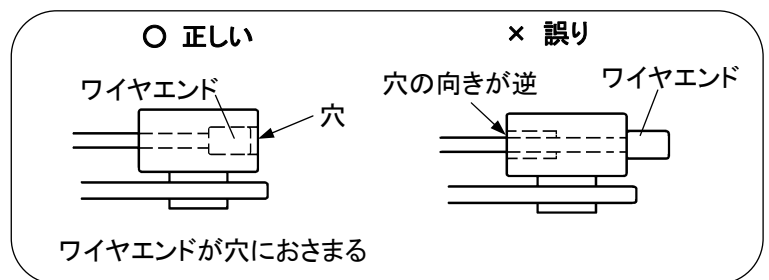 ○ 正しい
× 誤り
ワイヤエンド
穴
穴の向きが逆
ワイヤエンド
ワイヤエンドが穴におさまる